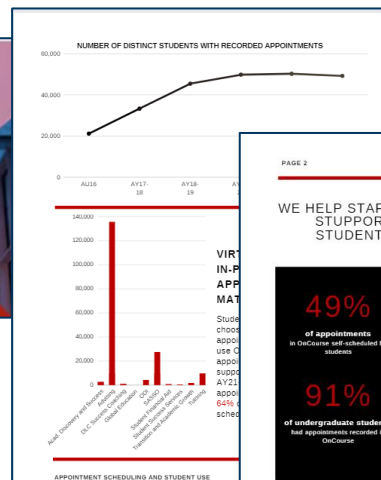 NUMBER OF DISTINCT STUDENTS WITH RECORDED APPOINTMENTS
60,000
40,000
20,000
0
AU16
AY17-
18
AY18-
19
140,000
120,000
100,000
80,000
60,000
40,000
20,000
0
Acad. Discovery and Success
Advising
DLC Success Coaching
Global Education
ODI
SASSO
Student Financial Aid
Student Success Services
Transition and Academic Growth
Tutoring
IN-P
APP
MAT
Stude
choos
appoi
use O
appoi
suppo
AY21
appoi
64%
sched
APPOINTMENT SCHEDULING AND STUDENT USE
PAGE 2
WE HELP STAF
STUPPOR
STUDENT
49%
of appointments
in OnCourse self-scheduled
students
91%
of undergraduate studen
had appointments recorded
OnCourse